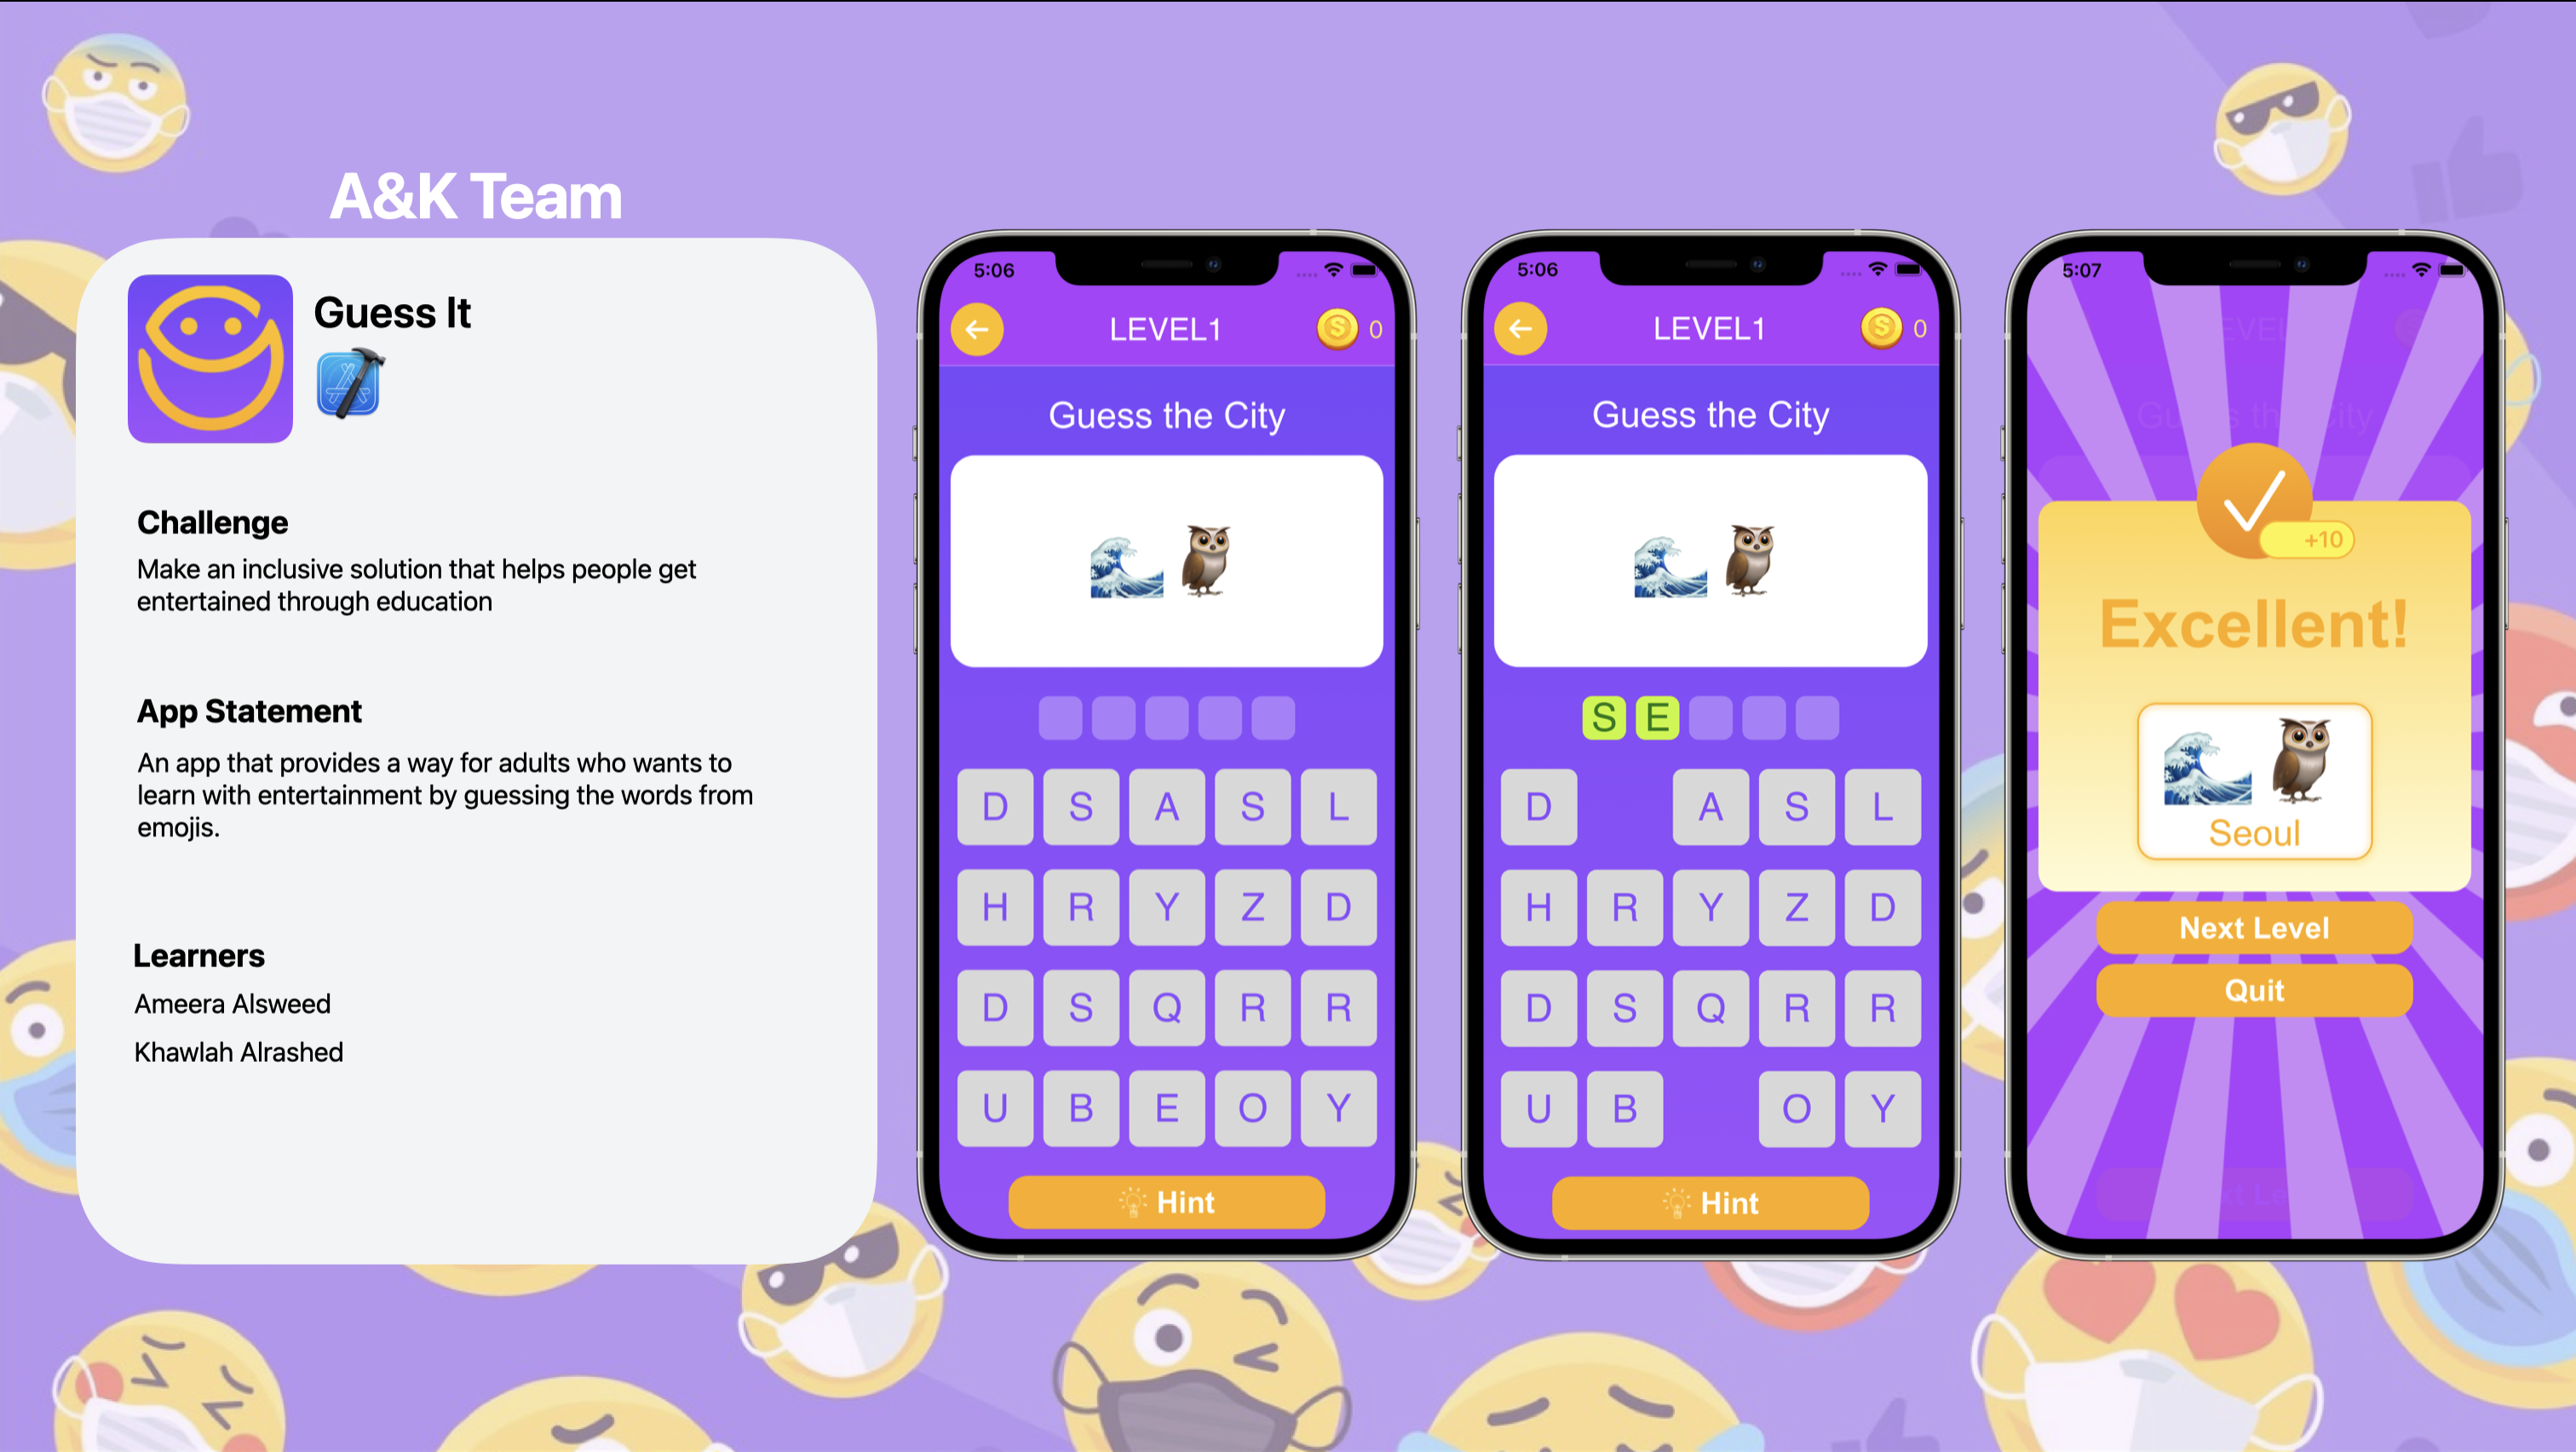 A&K Team
Guess It
Challenge
Make an inclusive solution that helps people get
entertained through education
App Statement
An app that provides a way for adults who wants to
learn with entertainment by guessing the words from
emojis.
Learners
Ameera Alsweed
Khawlah Alrashed
5:06
LEVEL1
0
Guess the City
D S A S L
H R Y Z D
D S Q R R
U B E O Y
Hint
5:06
LEVEL1
0
Guess the City
S E
D A S L
H R Y Z D
D S Q R R
U B O Y
Hint
5:07
+10
Excellent!
Seoul
Next Level
Quit